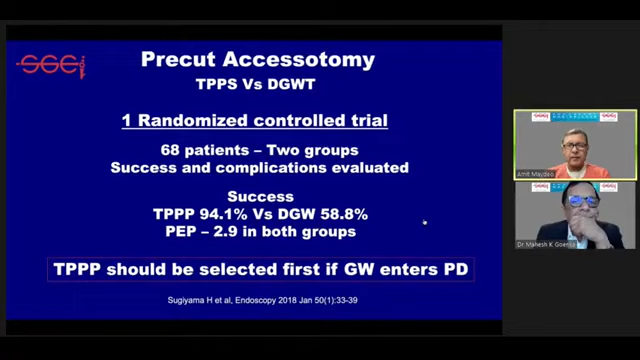 SGEi
Precut Accessotomy
TPPS Vs DGWT
1 Randomized controlled trial
68 patients – Two groups
Success and complications evaluated
Success
TPPP 94.1% Vs DGW 58.8%
PEP – 2.9 in both groups
TPPP should be selected first if GW enters PD
Sugiyama H et al, Endoscopy 2018 Jan 50(1):33-39
Amit Maydeo
Dr Mahesh K Goenka